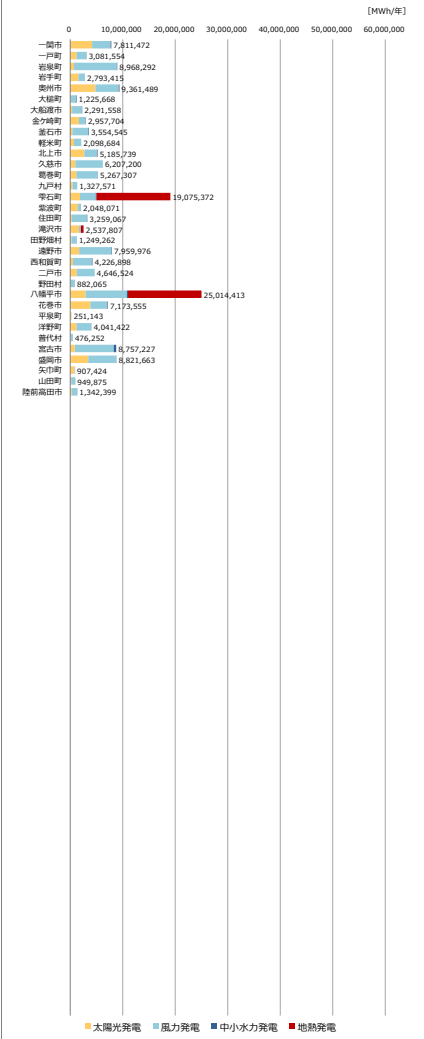 [MWh/年]
0 10,000,000 20,000,000 30,000,000 40,000,000 50,000,000 60,000,000
一関市 7,811,472
一戸町 3,081,554
岩泉町 8,968,292
岩手町 2,793,415
奥州市 9,361,489
大槌町 1,225,668
大船渡市 2,291,558
金ケ崎町 2,957,704
釜石市 3,554,545
軽米町 2,098,684
北上市 5,185,739
久慈市 6,207,200
葛巻町 5,267,307
九戸村 1,327,571
雫石町 19,075,372
紫波町 2,048,071
住田町 3,259,067
滝沢市 2,537,807
田野畑村 1,249,262
遠野市 7,959,976
西和賀町 4,226,898
二戸市 4,646,524
野田村 882,065
八幡平市 25,014,413
花巻市 7,173,555
平泉町 251,143
洋野町 4,041,422
普代村 476,252
宮古市 8,757,227
盛岡市 8,821,663
矢巾町 907,424
山田町 949,875
陸前高田市 1,342,399
太陽光発電 風力発電 中小水力発電 地熱発電